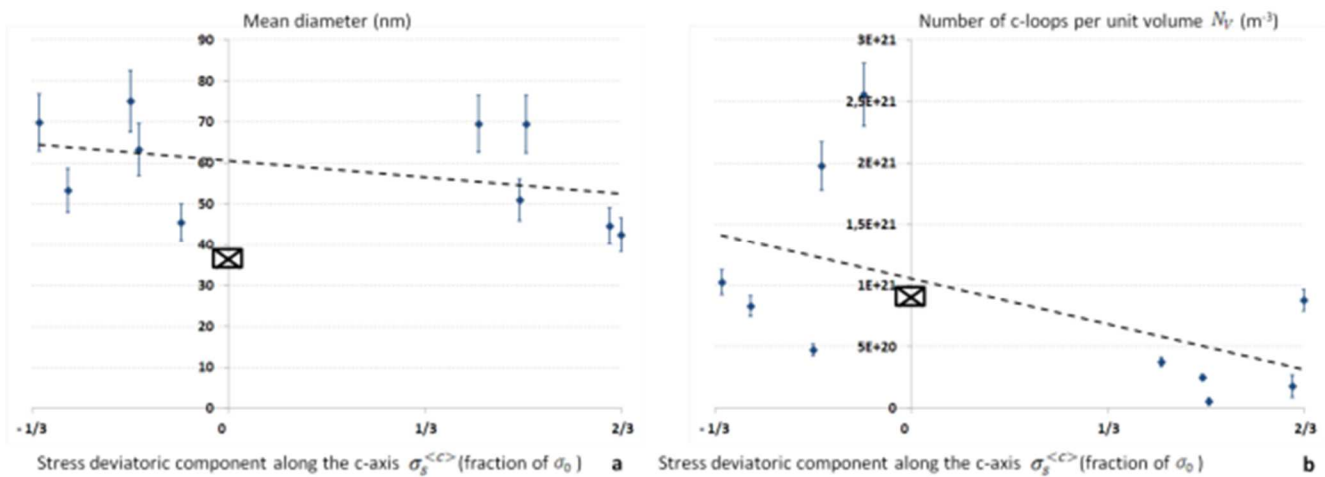 Mean diameter (nm)
90
80
70
60
50
40
30
20
10
0
- 1/3
0
1/3
2/3
Stress deviatoric component along the c-axis σ_s^<c> (fraction of σ₀)
a
Number of c-loops per unit volume N_V (m⁻³)
3E+21
2,5E+21
2E+21
1,5E+21
1E+21
5E+20
0
- 1/3
0
1/3
2/3
Stress deviatoric component along the c-axis σ_s^<c> (fraction of σ₀)
b